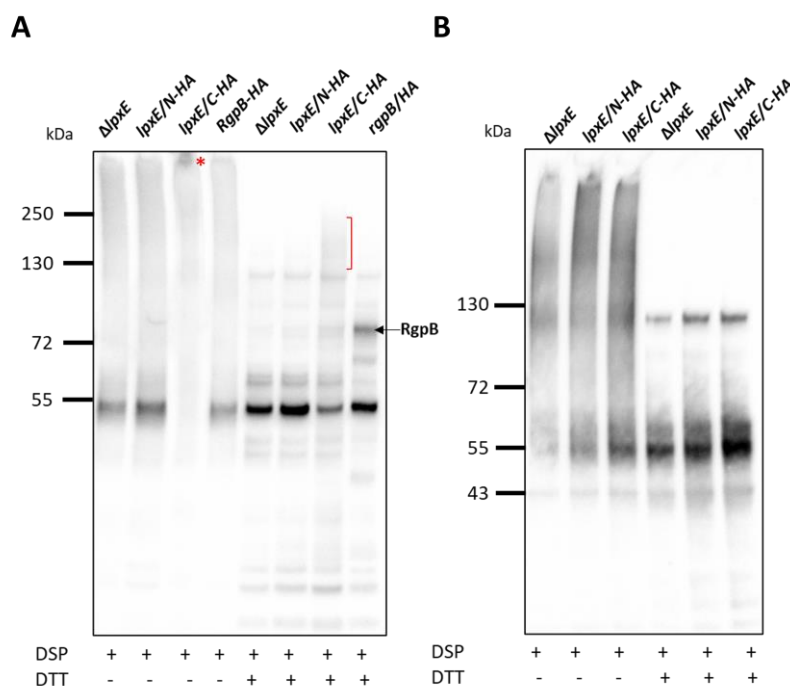 A
B
kDa
ΔlpxE
lpxE/N-HA
lpxE/C-HA
RgpB-HA
ΔlpxE
lpxE/N-HA
lpxE/C-HA
rgpB/HA
*
250
130
72
55
RgpB
DSP + + + + + + + +
DTT - - - - + + + +
kDa
ΔlpxE
lpxE/N-HA
lpxE/C-HA
ΔlpxE
lpxE/N-HA
lpxE/C-HA
130
72
55
43
DSP + + + + + +
DTT - - - + + +